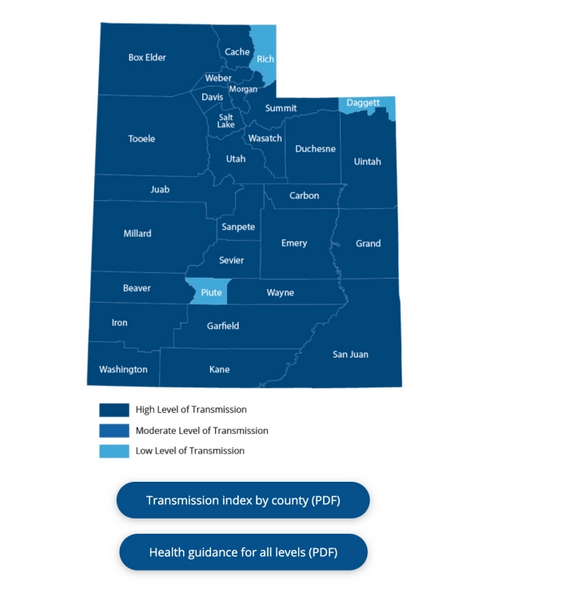 Box Elder
Cache
Rich
Weber
Morgan
Davis
Summit
Daggett
Salt
Lake
Tooele
Wasatch
Duchesne
Utah
Uintah
Juab
Carbon
Sanpete
Millard
Emery
Grand
Sevier
Beaver
Piute
Wayne
Iron
Garfield
San Juan
Washington
Kane
High Level of Transmission
Moderate Level of Transmission
Low Level of Transmission
Transmission index by county (PDF)
Health guidance for all levels (PDF)